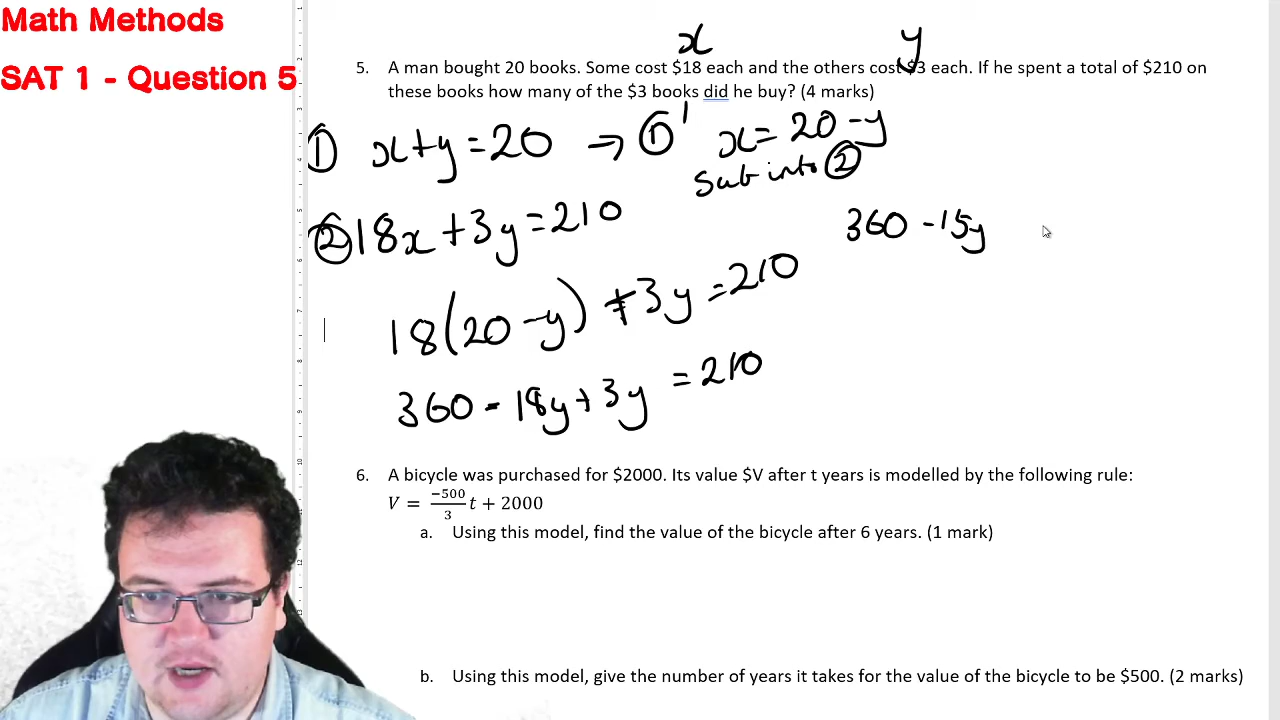 Math Methods
SAT 1 - Question 5
x y
5. A man bought 20 books. Some cost $18 each and the others cost $3 each. If he spent a total of $210 on
these books how many of the $3 books did he buy? (4 marks)
① x+y=20 → ①' x=20-y
Sub into ②
② 18x+3y=210
360-15y
18(20-y)+3y=210
360-18y+3y=210
6. A bicycle was purchased for $2000. Its value $V after t years is modelled by the following rule:
V = -500/3 t + 2000
a. Using this model, find the value of the bicycle after 6 years. (1 mark)
b. Using this model, give the number of years it takes for the value of the bicycle to be $500. (2 marks)